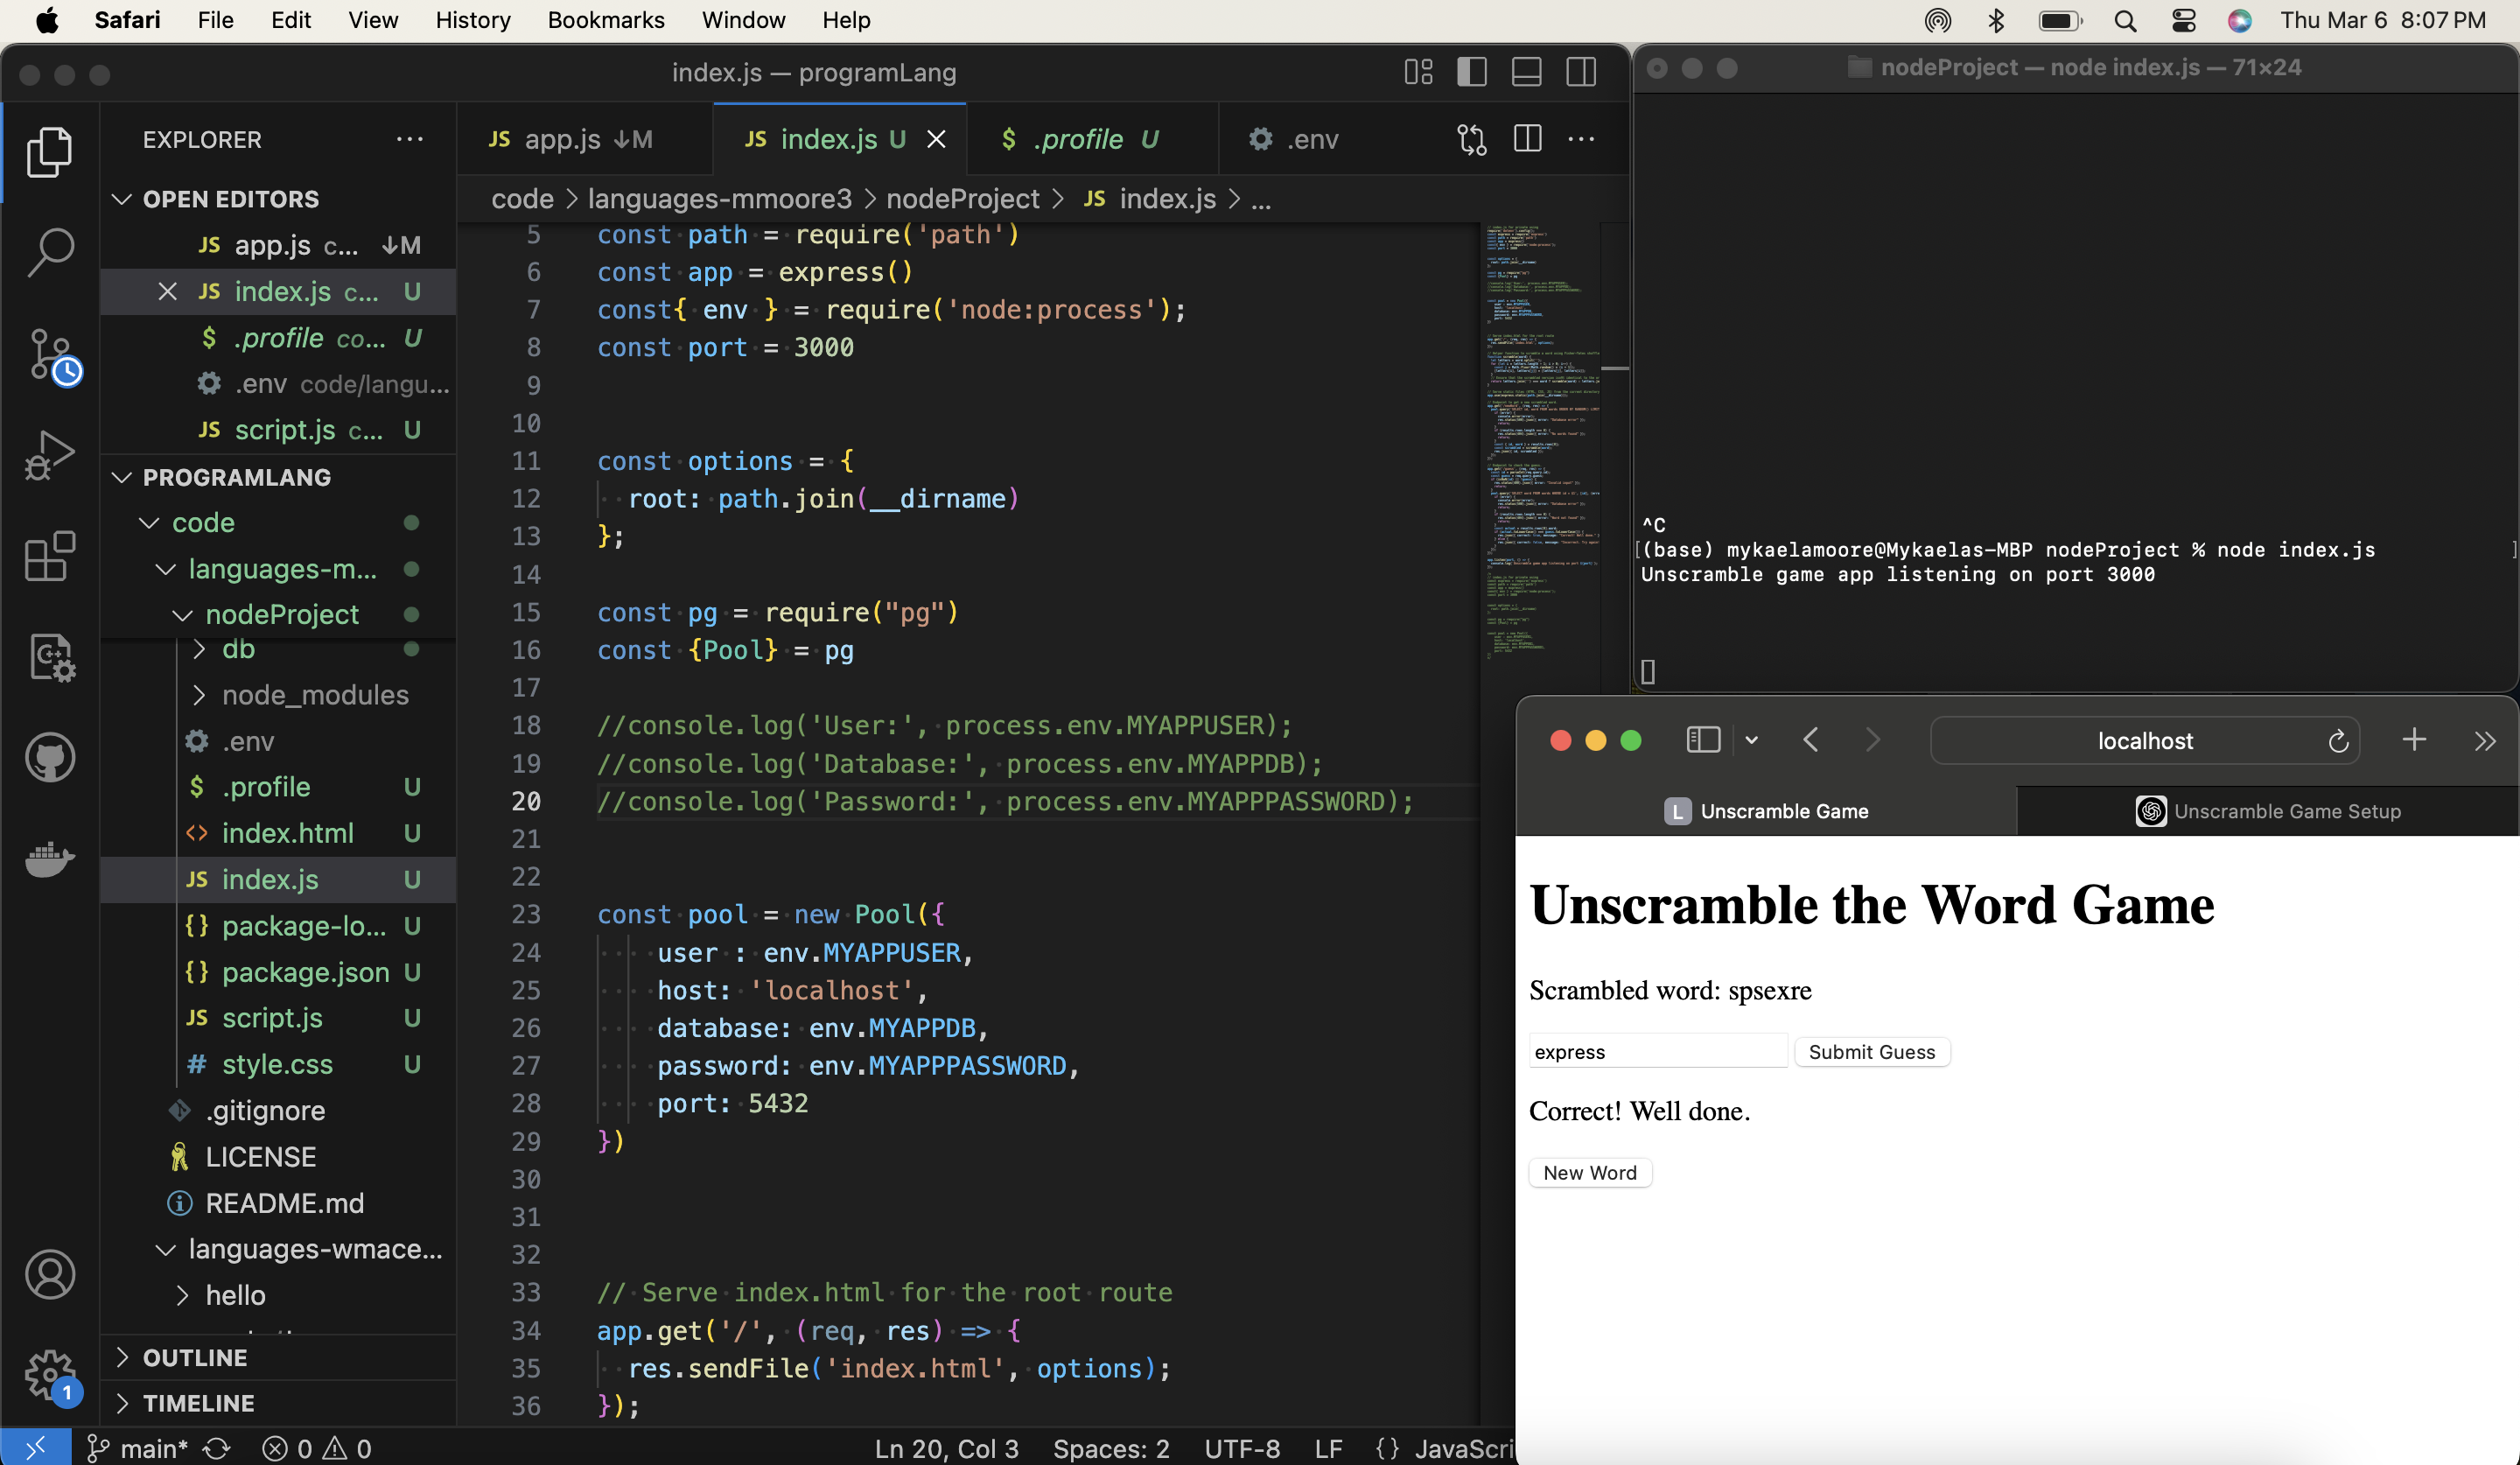 Safari File Edit View History Bookmarks Window Help
Thu Mar 6 8:07 PM
index.js — programLang
EXPLORER
OPEN EDITORS
JS app.js c... ↓M
JS index.js c... U
$ .profile co... U
.env code/langu...
JS script.js c... U
PROGRAMLANG
code
languages-m...
nodeProject
db
node_modules
.env
$ .profile U
<> index.html U
JS index.js U
{} package-lo... U
{} package.json U
JS script.js U
# style.css U
.gitignore
LICENSE
README.md
languages-wmace...
hello
OUTLINE
TIMELINE
1
JS app.js ↓M
JS index.js U
$ .profile U
.env
code > languages-mmoore3 > nodeProject > JS index.js > ...
5 const path = require('path')
6 const app = express()
7 const{ env } = require('node:process');
8 const port = 3000
9
10
11 const options = {
12 root: path.join(__dirname)
13 };
14
15 const pg = require("pg")
16 const {Pool} = pg
17
18 //console.log('User:', process.env.MYAPPUSER);
19 //console.log('Database:', process.env.MYAPPDB);
20 //console.log('Password:', process.env.MYAPPPASSWORD);
21
22
23 const pool = new Pool({
24 user : env.MYAPPUSER,
25 host: 'localhost',
26 database: env.MYAPPDB,
27 password: env.MYAPPPASSWORD,
28 port: 5432
29 })
30
31
32
33 // Serve index.html for the root route
34 app.get('/', (req, res) => {
35 res.sendFile('index.html', options);
36 });
main* 0 0
Ln 20, Col 3 Spaces: 2 UTF-8 LF {} JavaScri
nodeProject — node index.js — 71×24
^C
[(base) mykaelamoore@Mykaelas-MBP nodeProject % node index.js ]
Unscramble game app listening on port 3000
localhost
L Unscramble Game
Unscramble Game Setup
Unscramble the Word Game
Scrambled word: spsexre
express Submit Guess
Correct! Well done.
New Word